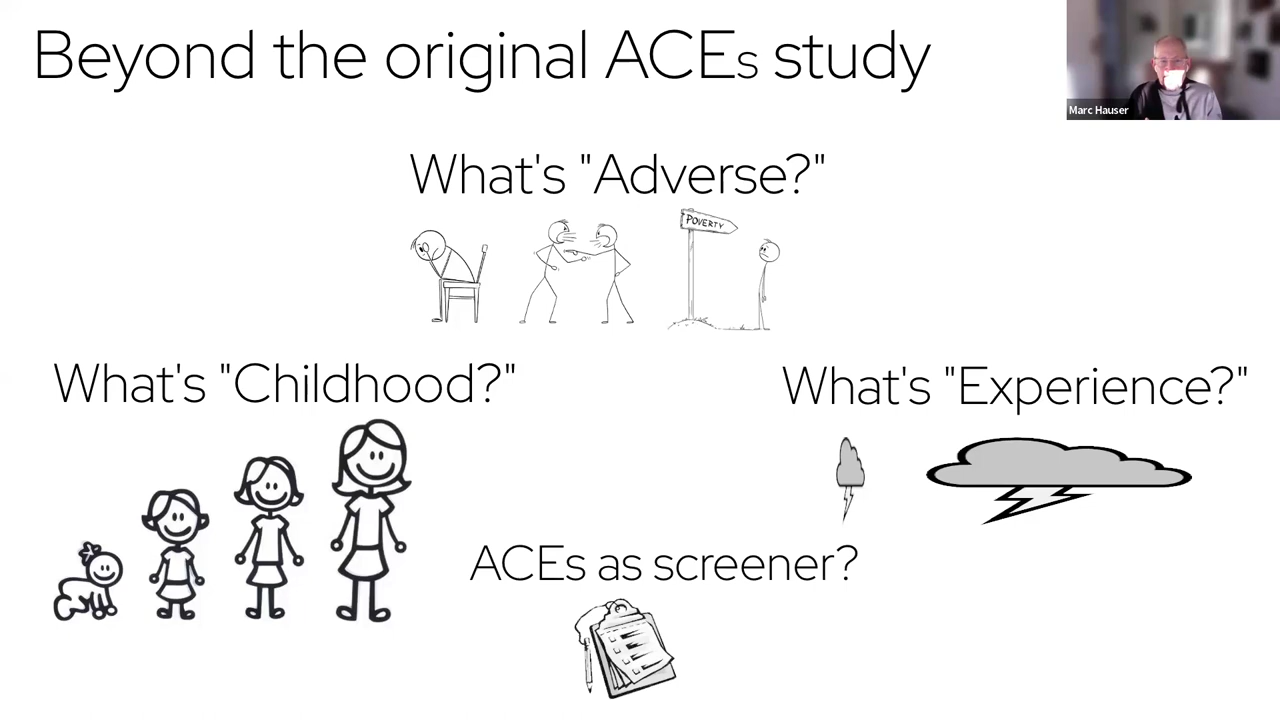 Beyond the original ACEs study
Marc Hauser
What's "Adverse?"
POVERTY
What's "Childhood?"
What's "Experience?"
ACEs as screener?